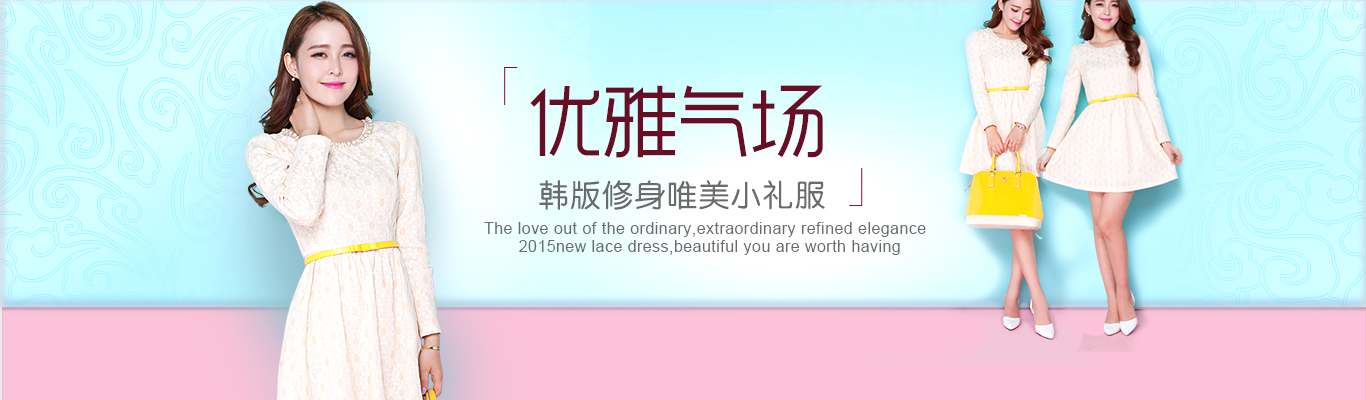 「优雅气场
韩版修身唯美小礼服」
The love out of the ordinary,extraordinary refined elegance
2015new lace dress,beautiful you are worth having